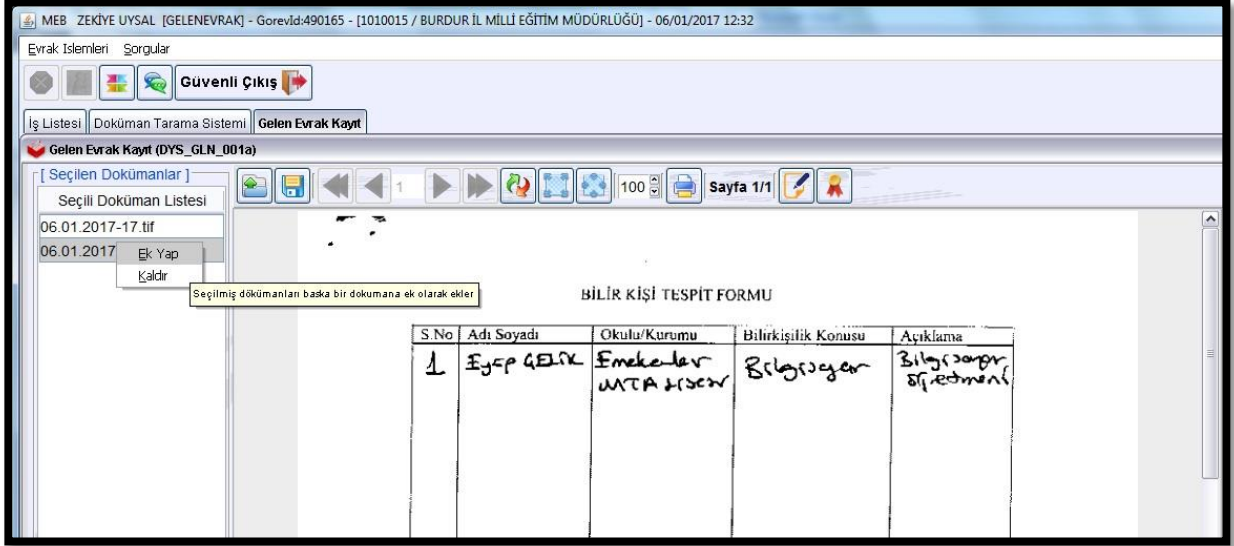 MEB ZEKİYE UYSAL [GELENEVRAK] - GorevId:490165 - [1010015 / BURDUR İL MİLLİ EĞİTİM MÜDÜRLÜĞÜ] - 06/01/2017 12:32
Evrak Islemleri Sorgular
Güvenli Çıkış
İş Listesi Doküman Tarama Sistemi Gelen Evrak Kayıt
Gelen Evrak Kayıt (DYS_GLN_001a)
[ Seçilen Dokümanlar ]
1 100 Sayfa 1/1
Seçili Doküman Listesi
06.01.2017-17.tif
06.01.2017
Ek Yap
Kaldır
Seçilmiş dökümanları baska bir dokumana ek olarak ekler
BİLİR KİŞİ TESPİT FORMU
S.No Adı Soyadı Okulu/Kurumu Bilirkişilik Konusu Açıklama
1 Eyüp ÇELİK Emekevler Bilgisayar Bilgisayar
MTA Lisesi öğretmeni